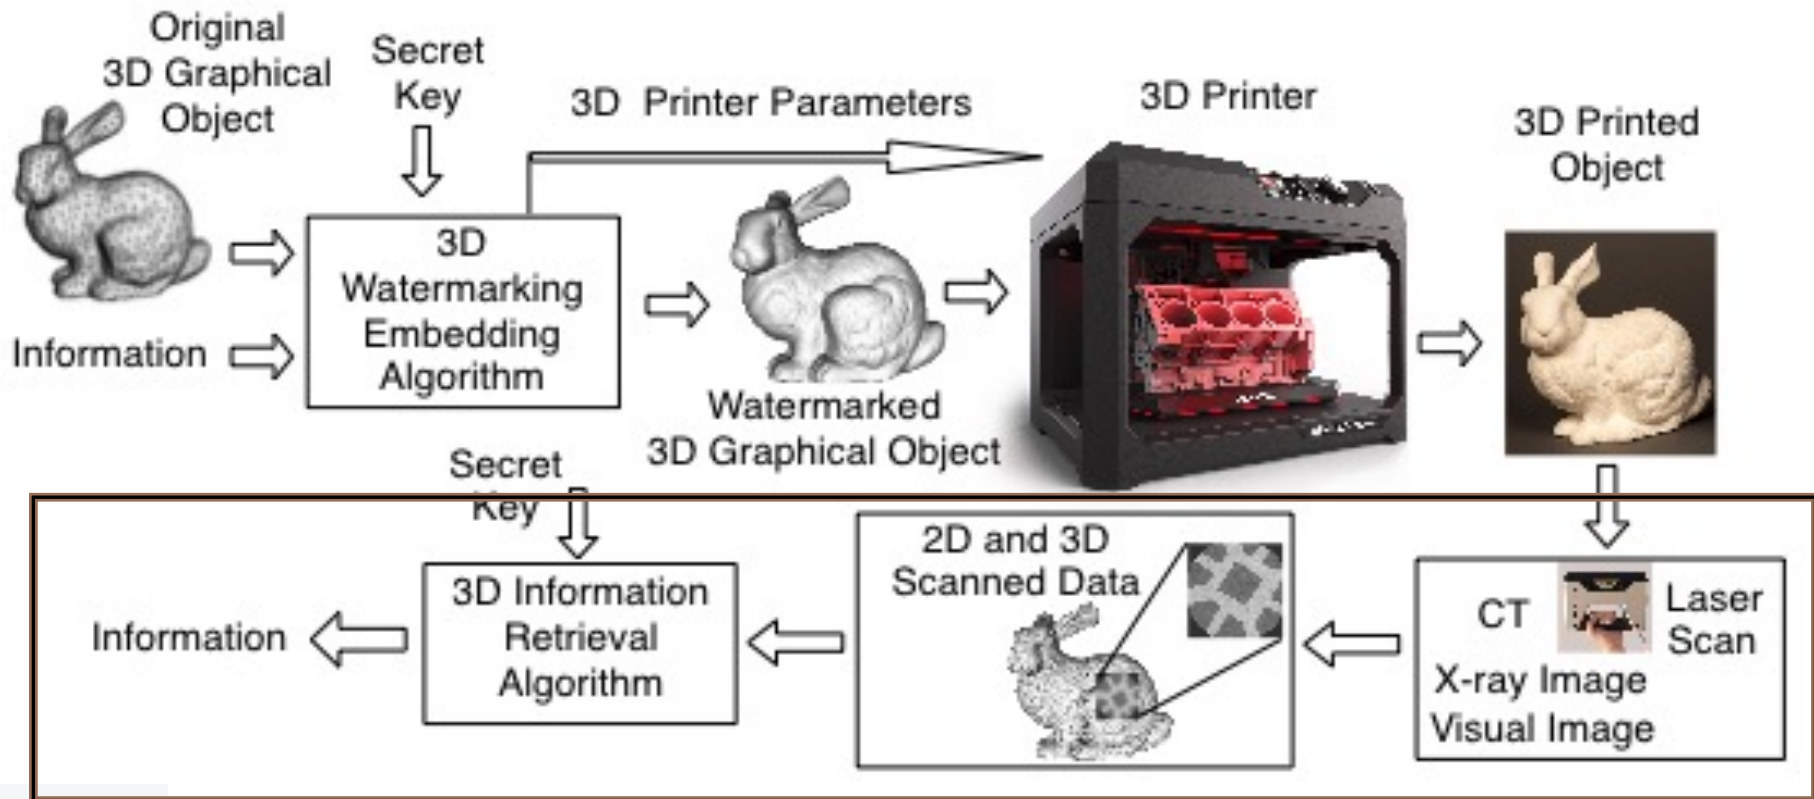 Original
3D Graphical
Object
Secret
Key
3D Printer Parameters
3D Printer
3D Printed
Object
3D
Watermarking
Embedding
Algorithm
Information
Watermarked
3D Graphical Object
Secret
Key
2D and 3D
Scanned Data
CT
Laser
Scan
X-ray Image
Visual Image
3D Information
Retrieval
Algorithm
Information